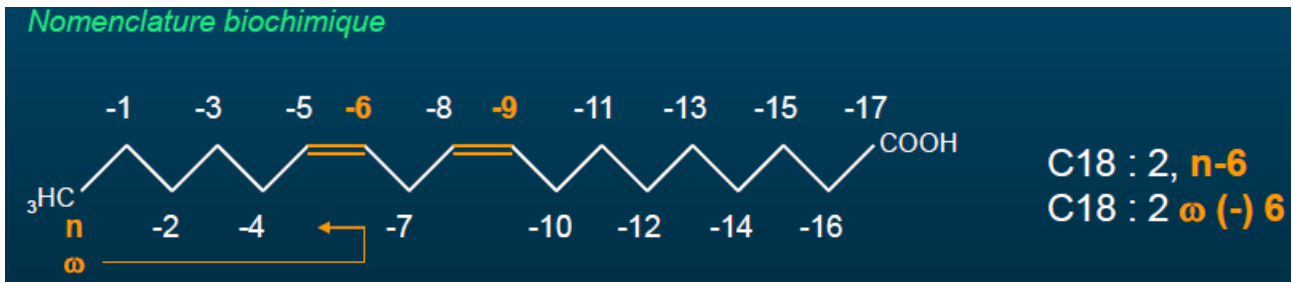 Nomenclature biochimique
-1 -3 -5 -6 -8 -9 -11 -13 -15 -17
COOH
₃HC
n -2 -4 -7 -10 -12 -14 -16
ω
C18 : 2, n-6
C18 : 2 ω (-) 6